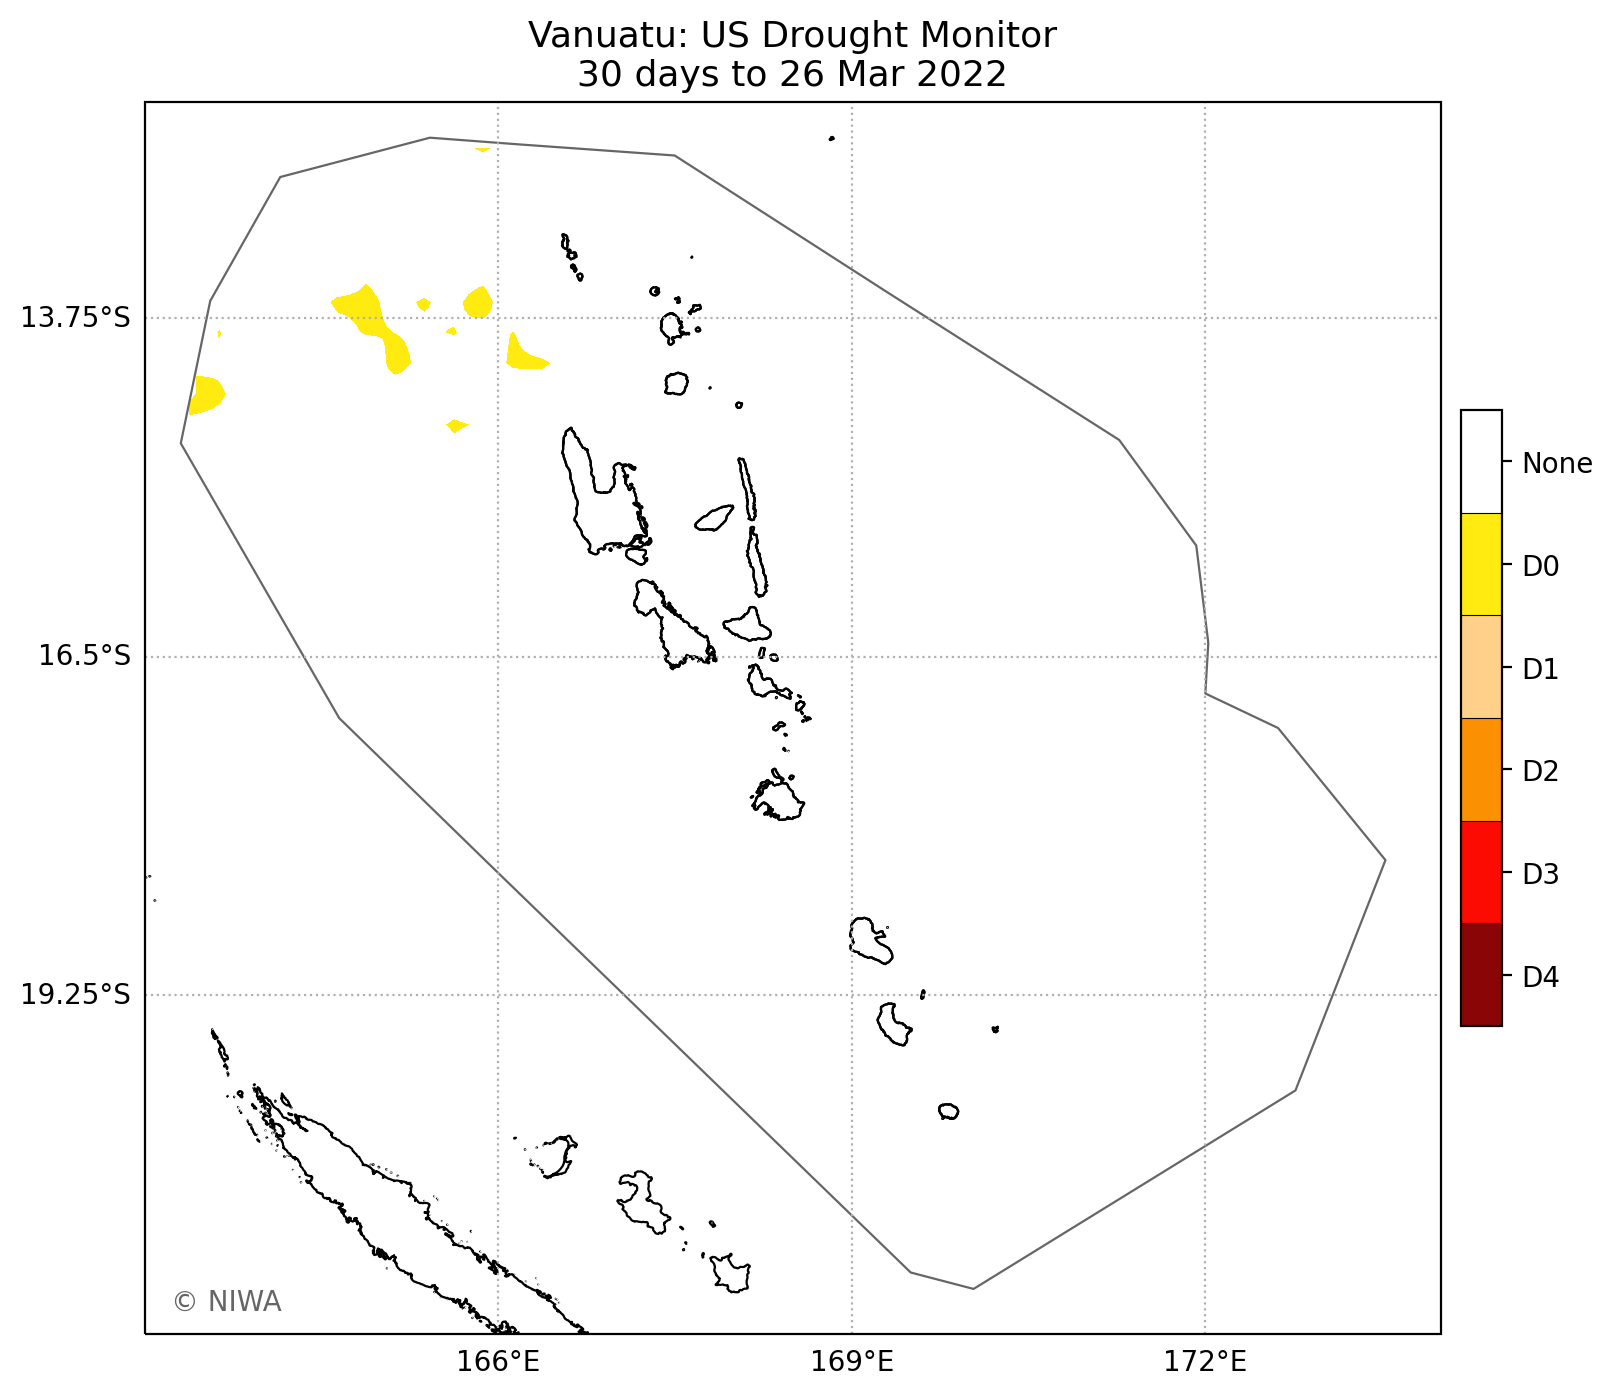 Vanuatu: US Drought Monitor
30 days to 26 Mar 2022
13.75°S
16.5°S
19.25°S
166°E
169°E
172°E
None
D0
D1
D2
D3
D4
© NIWA